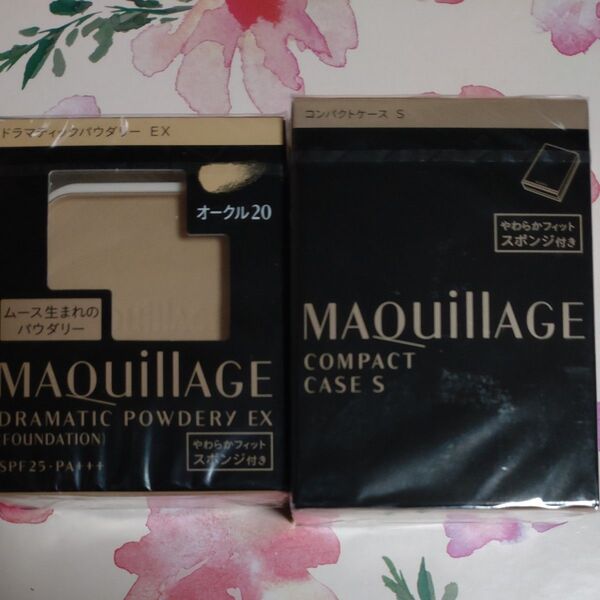 ドラマティックパウダリー EX
オークル20
ムース生まれの
パウダリー
MAQuillAGE
DRAMATIC POWDERY EX
(FOUNDATION)
SPF25・PA+++
やわらかフィット
スポンジ付き
コンパクトケース S
やわらかフィット
スポンジ付き
MAQuillAGE
COMPACT
CASE S